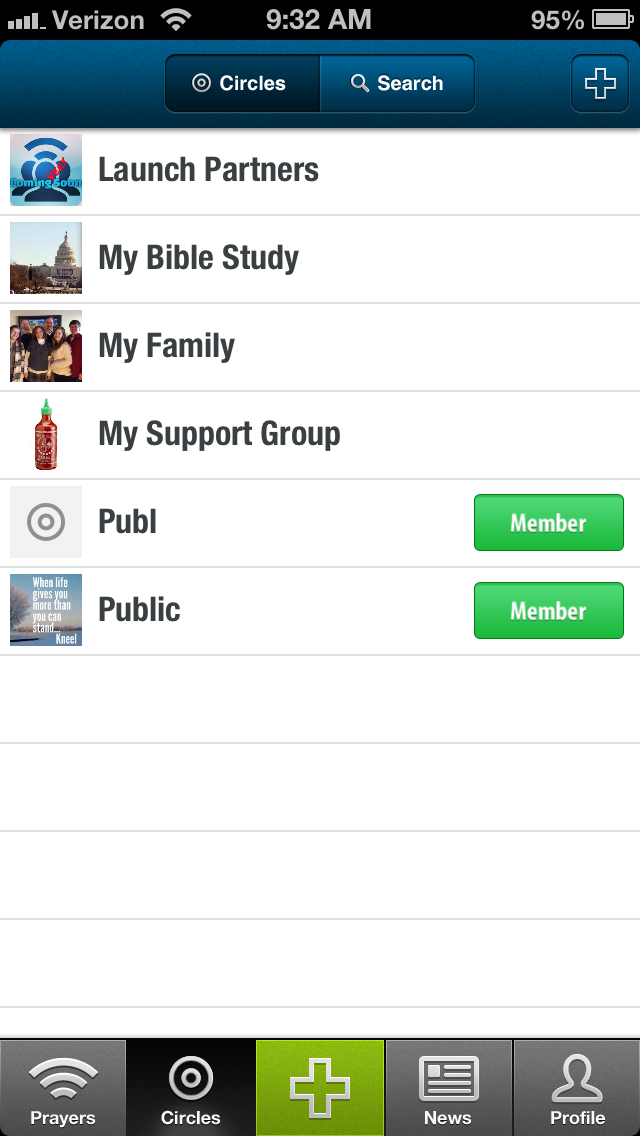 Verizon 9:32 AM 95%
Circles Search
Coming Soon
Launch Partners
My Bible Study
My Family
My Support Group
Publ Member
When life
gives you
more than
you can
stand...
Kneel
Public Member
Prayers Circles News Profile